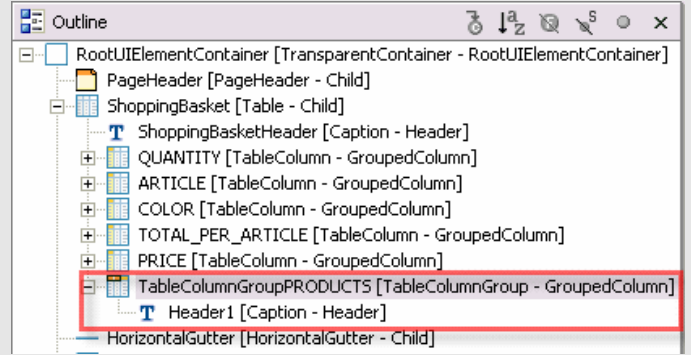 Outline
RootUIElementContainer [TransparentContainer - RootUIElementContainer]
PageHeader [PageHeader - Child]
ShoppingBasket [Table - Child]
T ShoppingBasketHeader [Caption - Header]
QUANTITY [TableColumn - GroupedColumn]
ARTICLE [TableColumn - GroupedColumn]
COLOR [TableColumn - GroupedColumn]
TOTAL_PER_ARTICLE [TableColumn - GroupedColumn]
PRICE [TableColumn - GroupedColumn]
TableColumnGroupPRODUCTS [TableColumnGroup - GroupedColumn]
T Header1 [Caption - Header]
HorizontalGutter [HorizontalGutter - Child]